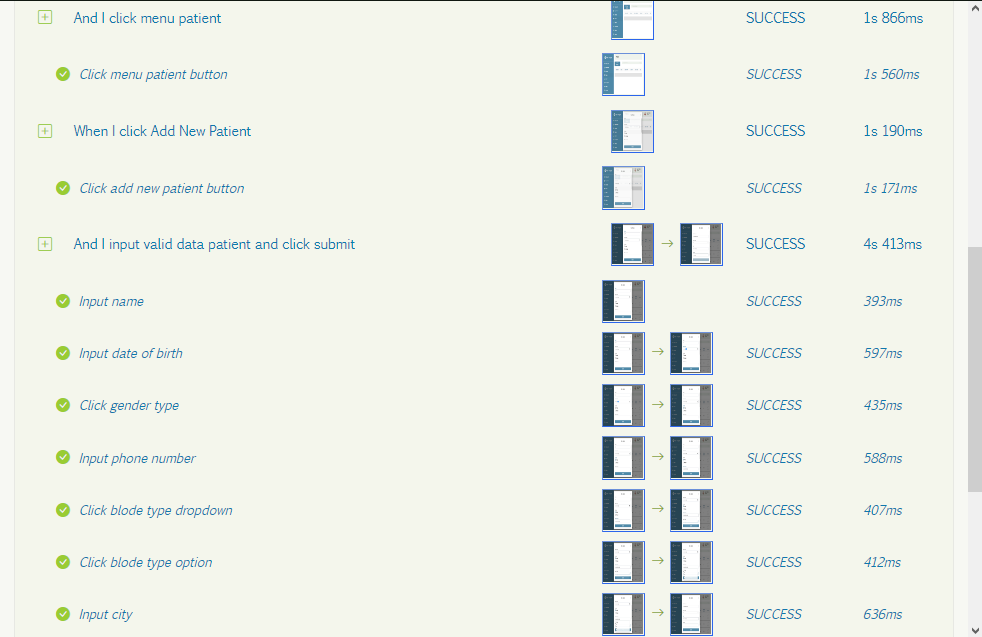 And I click menu patient SUCCESS 1s 866ms
Click menu patient button SUCCESS 1s 560ms
When I click Add New Patient SUCCESS 1s 190ms
Click add new patient button SUCCESS 1s 171ms
And I input valid data patient and click submit → SUCCESS 4s 413ms
Input name SUCCESS 393ms
Input date of birth → SUCCESS 597ms
Click gender type → SUCCESS 435ms
Input phone number → SUCCESS 588ms
Click blode type dropdown → SUCCESS 407ms
Click blode type option → SUCCESS 412ms
Input city → SUCCESS 636ms